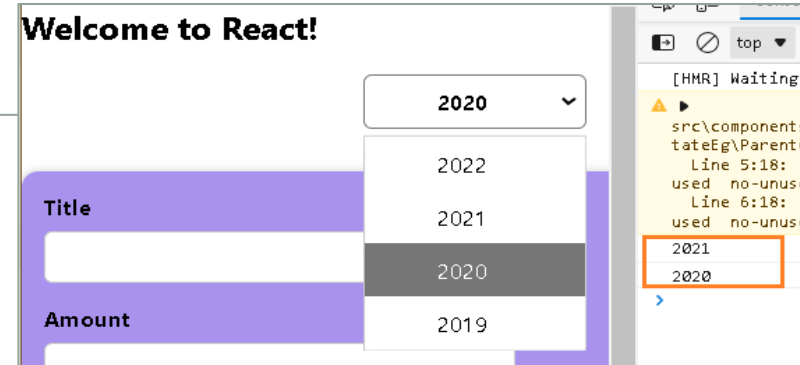 Welcome to React!
2020
2022
2021
2020
2019
Title
Amount
top
[HMR] Waiting
src\components
tateEg\Parent
Line 5:18:
used no-unus
Line 6:18:
used no-unus
2021
2020